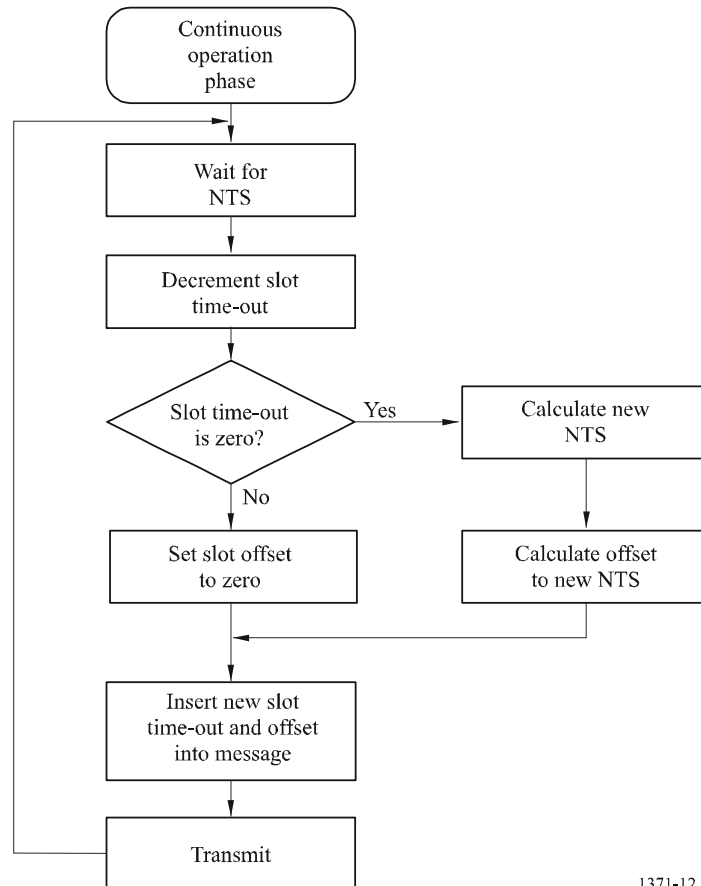 Continuous
operation
phase
Wait for
NTS
Decrement slot
time-out
Slot time-out
is zero?
Yes
Calculate new
NTS
No
Set slot offset
to zero
Calculate offset
to new NTS
Insert new slot
time-out and offset
into message
Transmit
1371-12